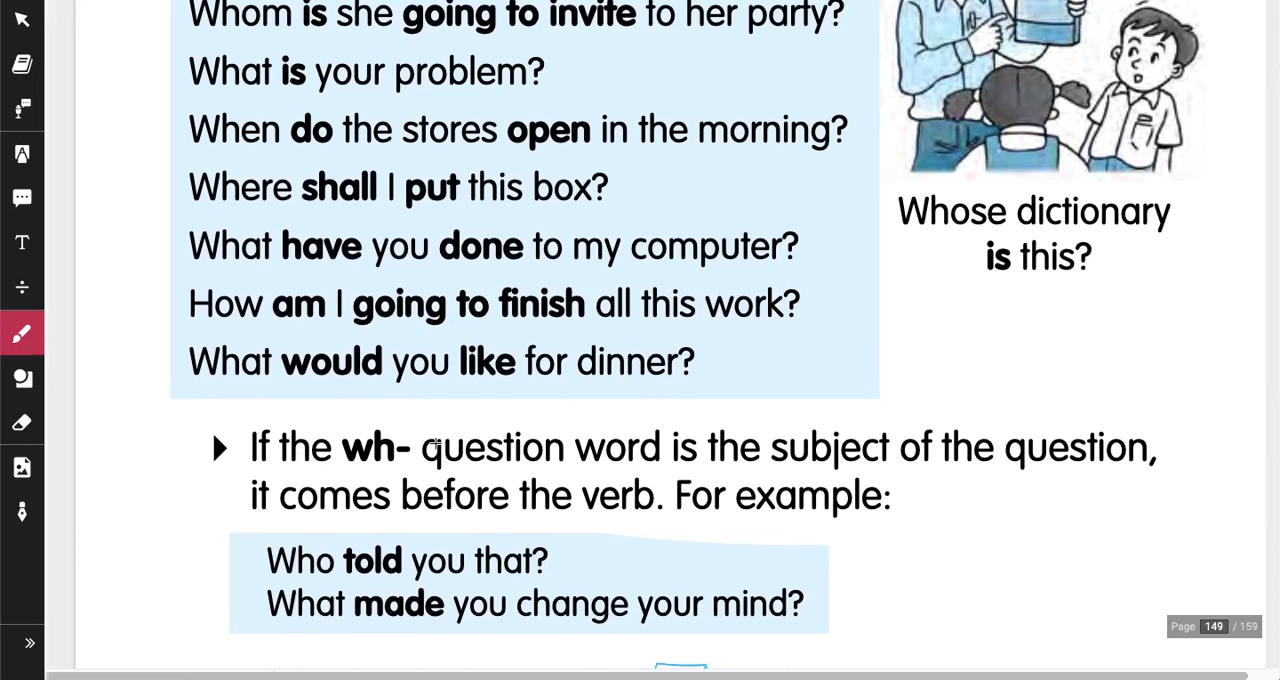 Whom is she going to invite to her party?
What is your problem?
When do the stores open in the morning?
Where shall I put this box?
What have you done to my computer?
How am I going to finish all this work?
What would you like for dinner?
Whose dictionary
is this?
If the wh- question word is the subject of the question,
it comes before the verb. For example:
Who told you that?
What made you change your mind?
Page 149 / 159